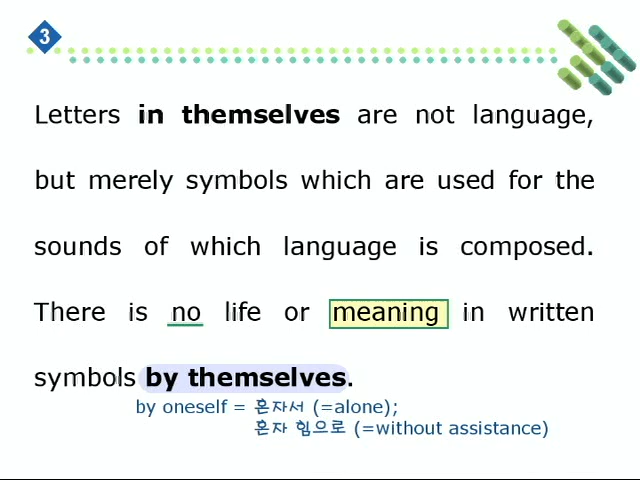 3
Letters in themselves are not language,
but merely symbols which are used for the
sounds of which language is composed.
There is no life or meaning in written
symbols by themselves.
by oneself = 혼자서 (=alone);
혼자 힘으로 (=without assistance)